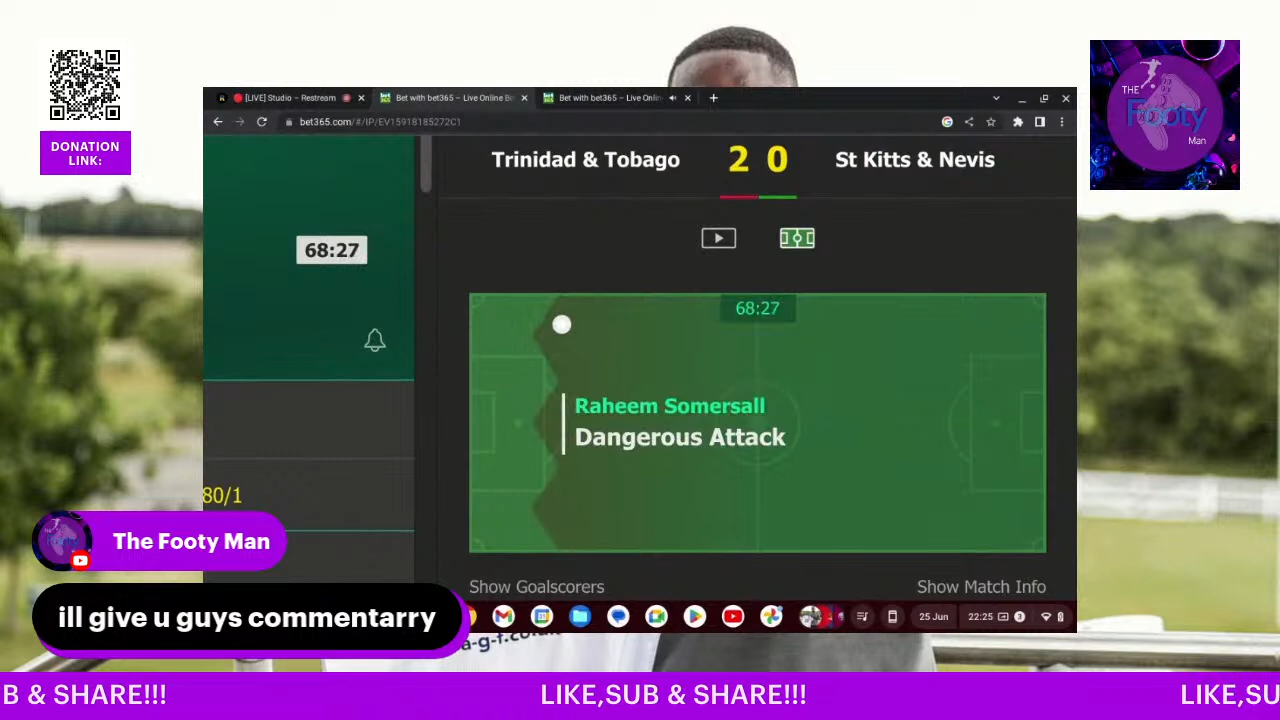 DONATION
LINK:
[LIVE] Studio – Restream
Bet with bet365 – Live Online B
Bet with bet365 – Live Onli
bet365.com/#/IP/EV15918185272C1
THE
Footy
Man
Trinidad & Tobago 2 0 St Kitts & Nevis
68:27
68:27
Raheem Somersall
Dangerous Attack
80/1
Show Goalscorers
Show Match Info
The Footy Man
ill give u guys commentarry
25 Jun
22:25
B & SHARE!!!
LIKE,SUB & SHARE!!!
LIKE,SU